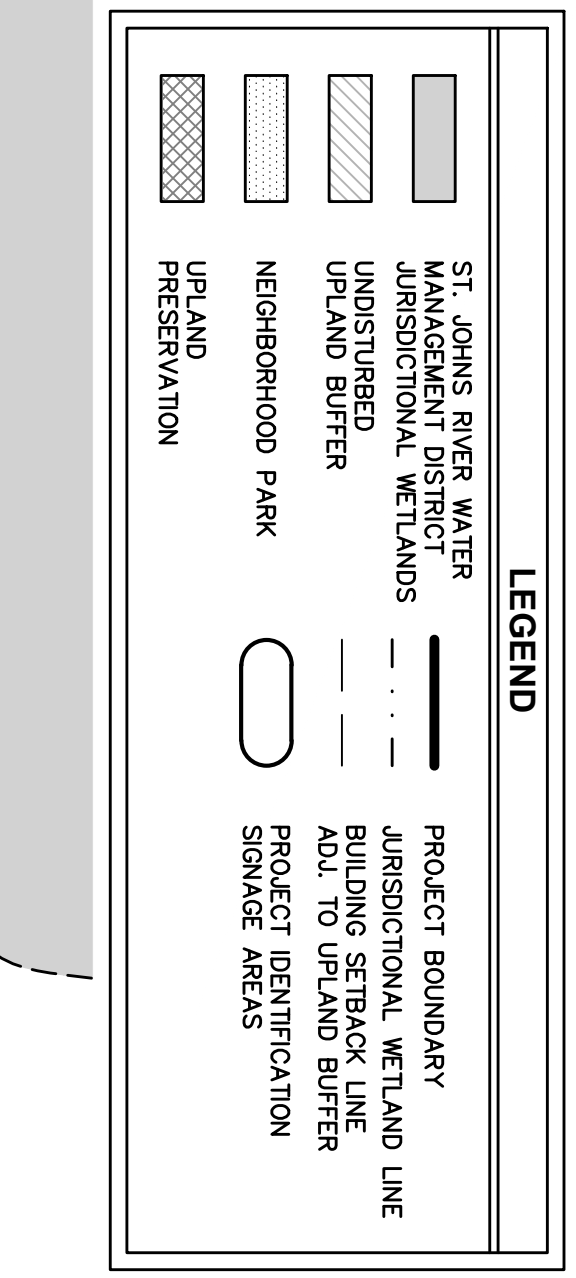 LEGEND
ST. JOHNS RIVER WATER
MANAGEMENT DISTRICT
JURISDICTIONAL WETLANDS
UNDISTURBED
UPLAND BUFFER
NEIGHBORHOOD PARK
UPLAND
PRESERVATION
PROJECT BOUNDARY
JURISDICTIONAL WETLAND LINE
BUILDING SETBACK LINE
ADJ. TO UPLAND BUFFER
PROJECT IDENTIFICATION
SIGNAGE AREAS